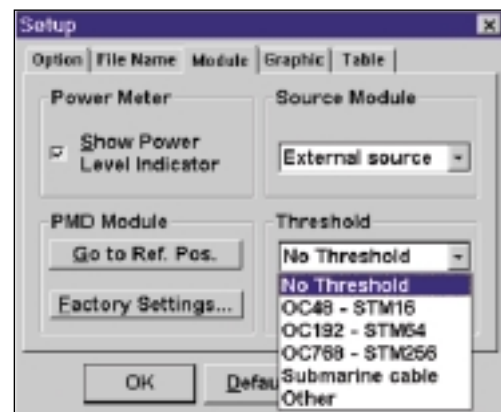 Setup
Option File Name Module Graphic Table
Power Meter
Show Power
Level Indicator
Source Module
External source
PMD Module
Go to Ref. Pos.
Factory Settings...
Threshold
No Threshold
No Threshold
OC48 - STM16
OC192 - STM64
OC768 - STM256
Submarine cable
Other
OK